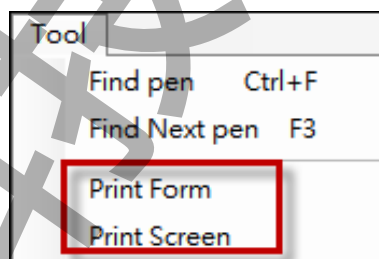 Tool
Find pen Ctrl+F
Find Next pen F3
Print Form
Print Screen